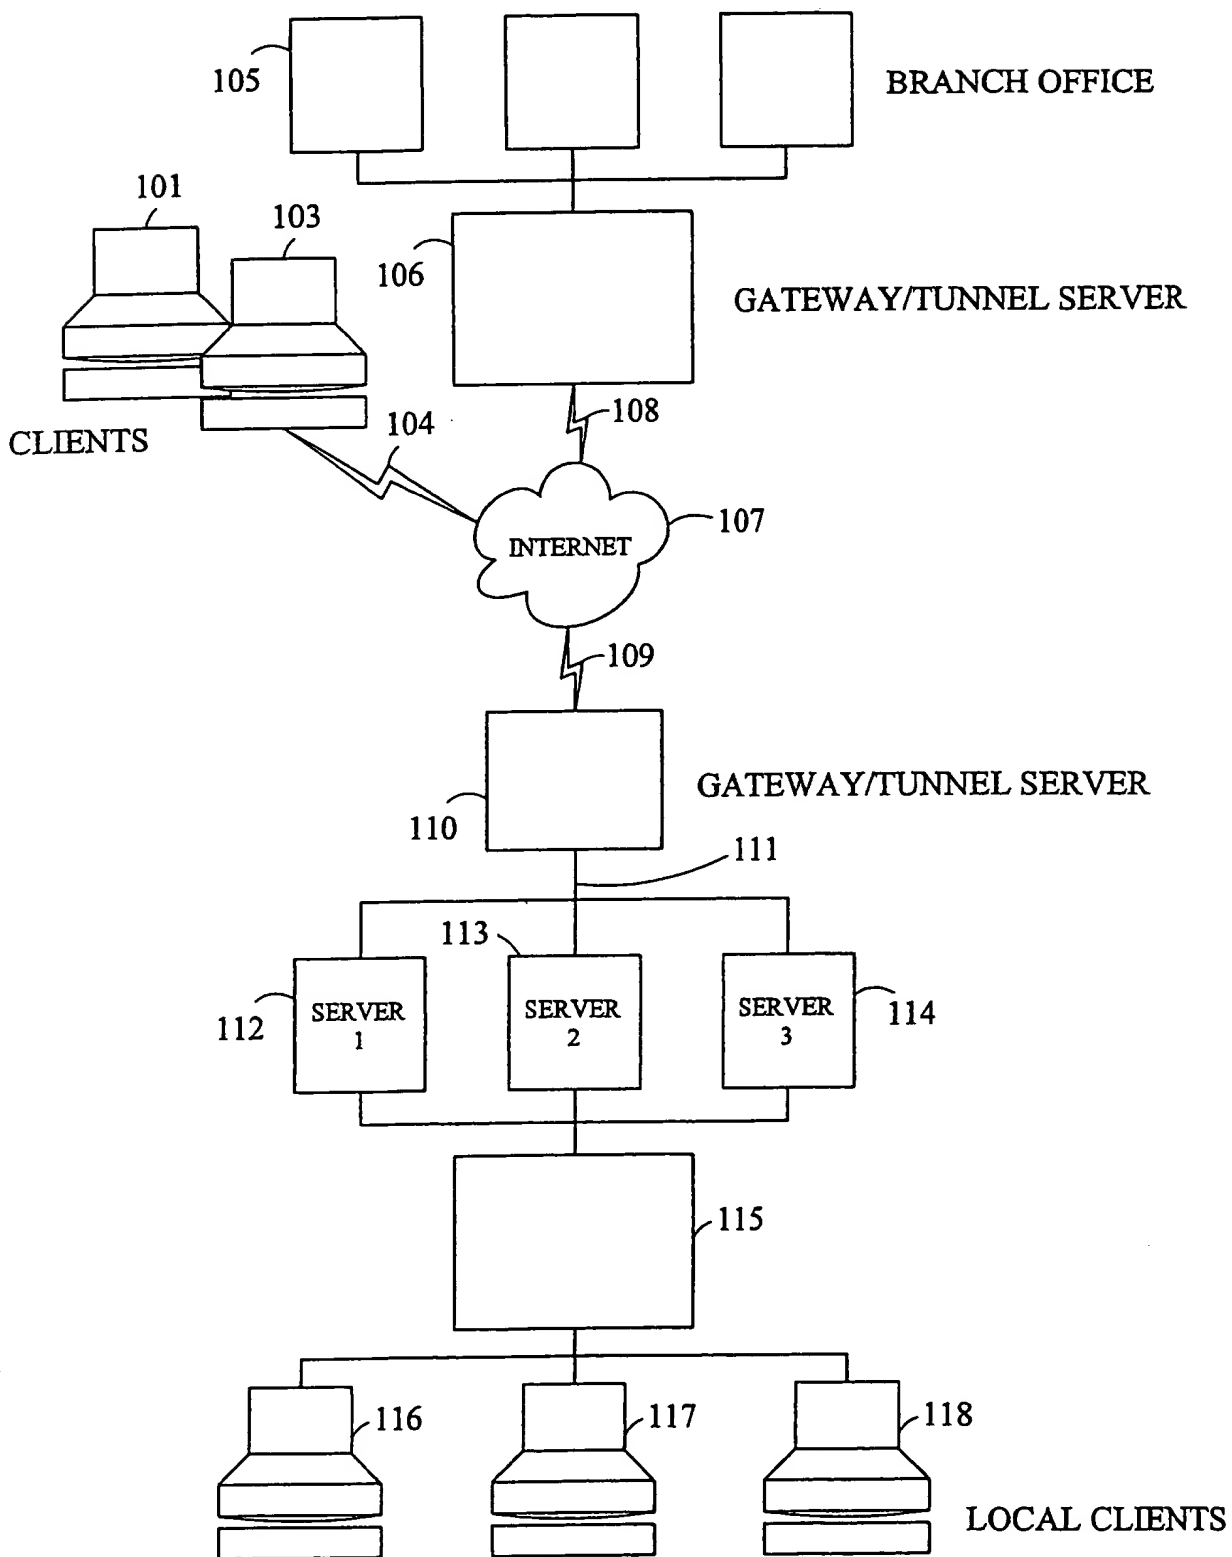 105
BRANCH OFFICE
101
103
106
GATEWAY/TUNNEL SERVER
108
104
CLIENTS
107
INTERNET
109
GATEWAY/TUNNEL SERVER
110
111
113
112
SERVER
1
SERVER
2
SERVER
3
114
115
116
117
118
LOCAL CLIENTS